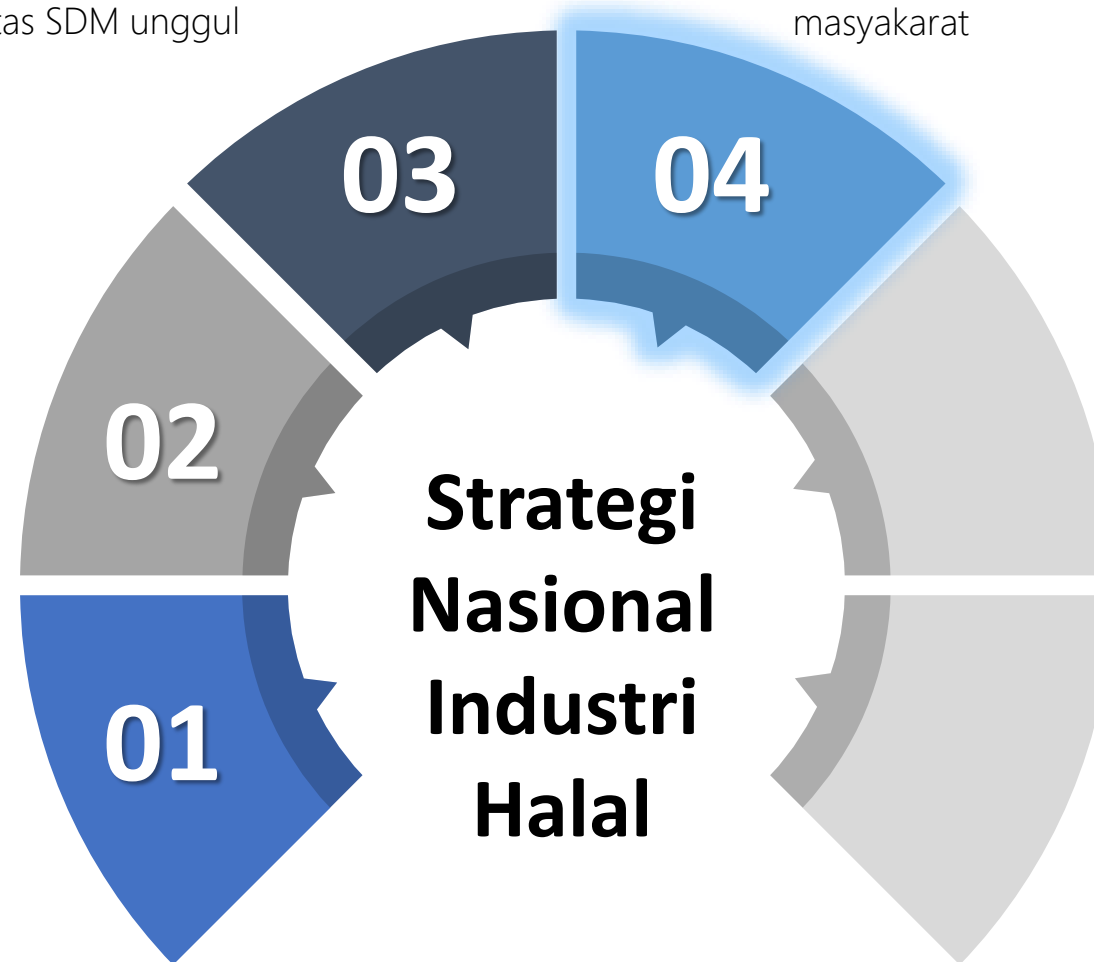 SDM unggul
masyakarat
03
04
02
01
Strategi
Nasional
Industri
Halal